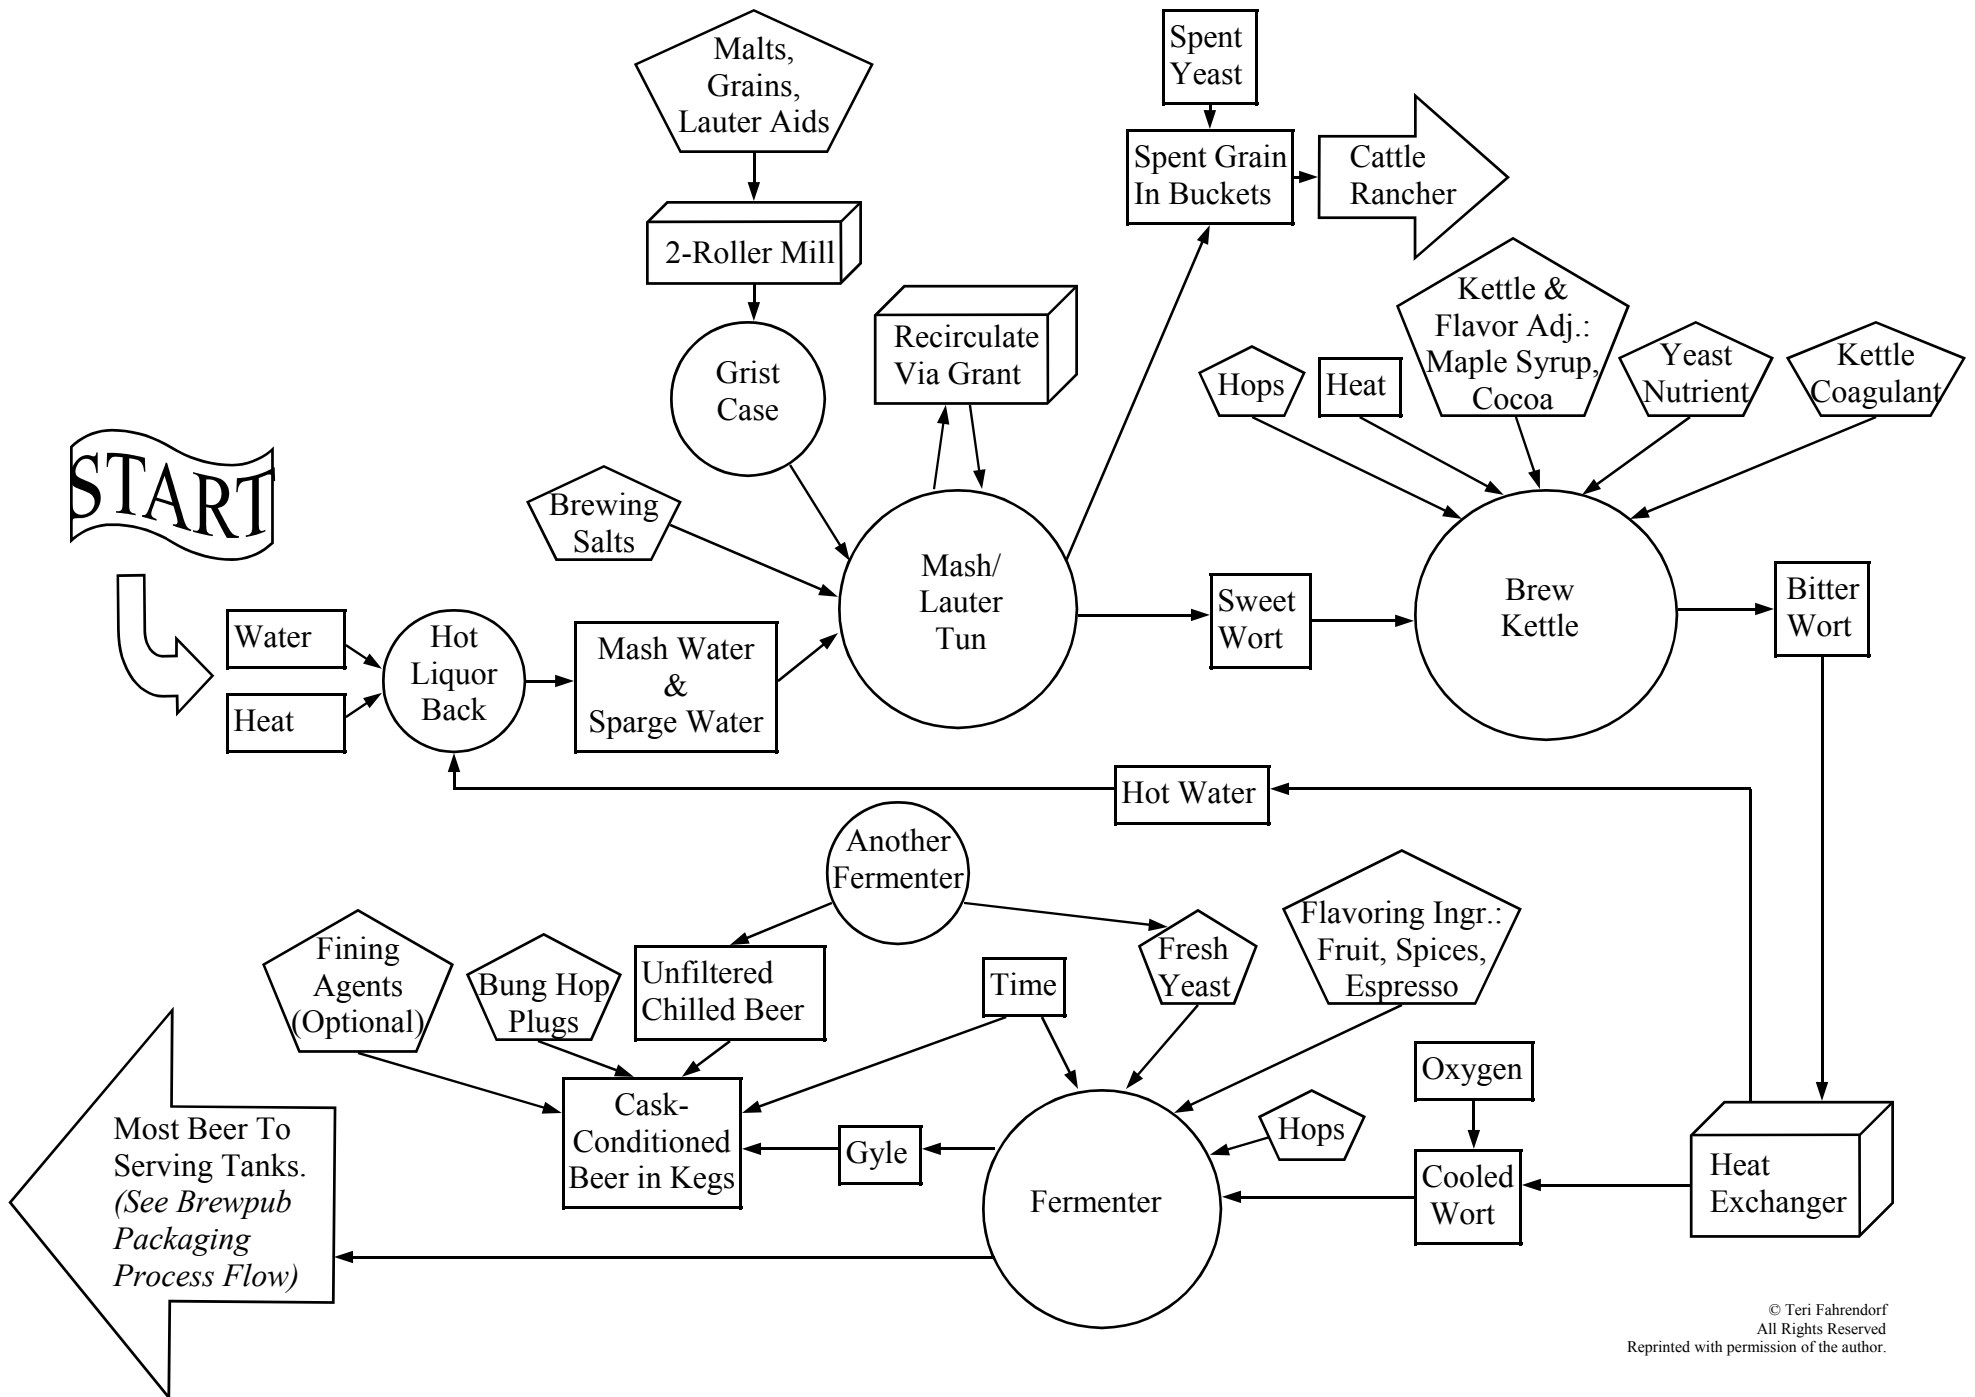 Malts,
Grains,
Lauter Aids
Spent
Yeast
Spent Grain
In Buckets
Cattle
Rancher
2-Roller Mill
Grist
Case
Recirculate
Via Grant
Hops
Heat
Kettle &
Flavor Adj.:
Maple Syrup,
Cocoa
Yeast
Nutrient
Kettle
Coagulant
START
Brewing
Salts
Water
Heat
Hot
Liquor
Back
Mash Water
&
Sparge Water
Mash/
Lauter
Tun
Sweet
Wort
Brew
Kettle
Bitter
Wort
Hot Water
Another
Fermenter
Fining
Agents
(Optional)
Bung Hop
Plugs
Unfiltered
Chilled Beer
Time
Fresh
Yeast
Flavoring Ingr.:
Fruit, Spices,
Espresso
Oxygen
Most Beer To
Serving Tanks.
(See Brewpub
Packaging
Process Flow)
Cask-
Conditioned
Beer in Kegs
Gyle
Fermenter
Hops
Cooled
Wort
Heat
Exchanger
© Teri Fahrendorf
All Rights Reserved
Reprinted with permission of the author.